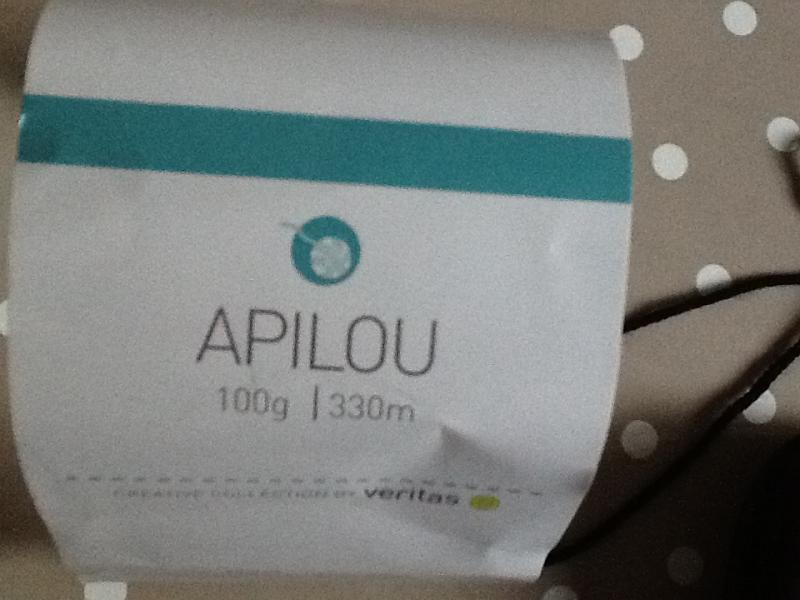 APILOU
100g | 330m
CREATIVE COLLECTION BY veritas